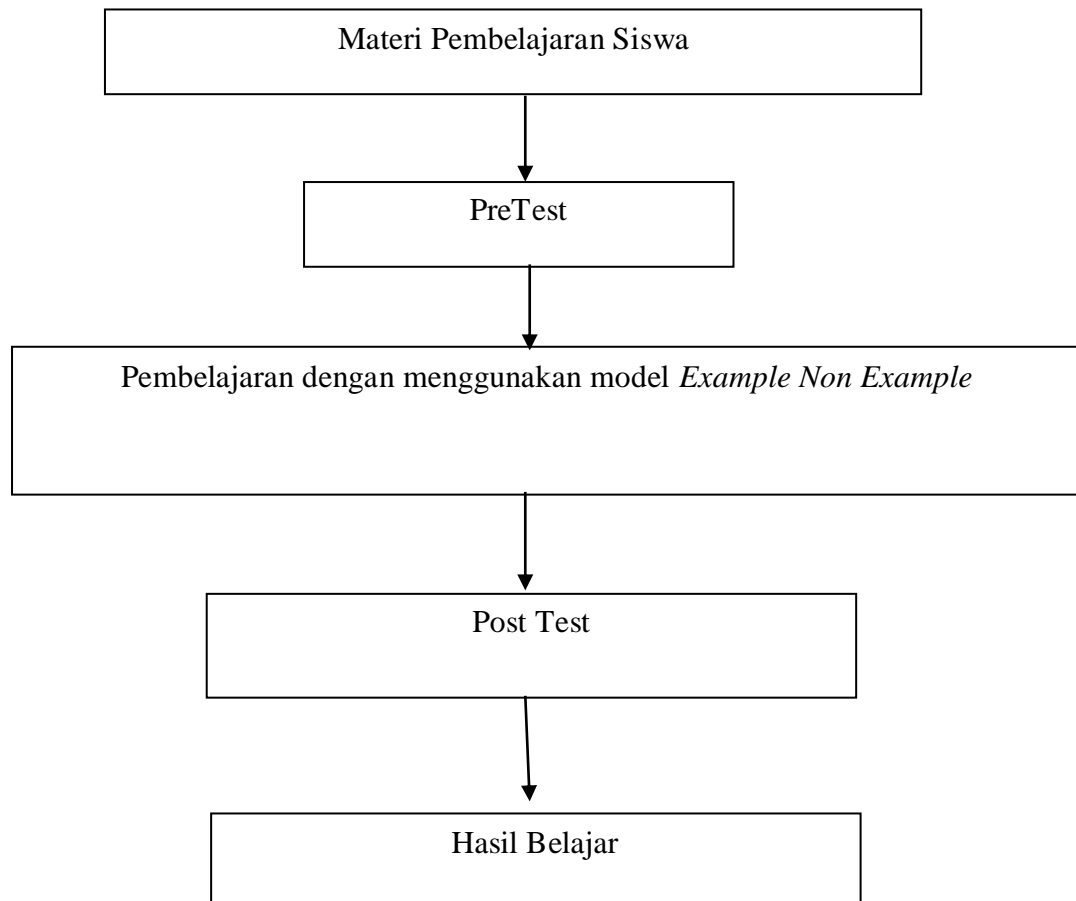 Materi Pembelajaran Siswa
PreTest
Pembelajaran dengan menggunakan model Example Non Example
Post Test
Hasil Belajar